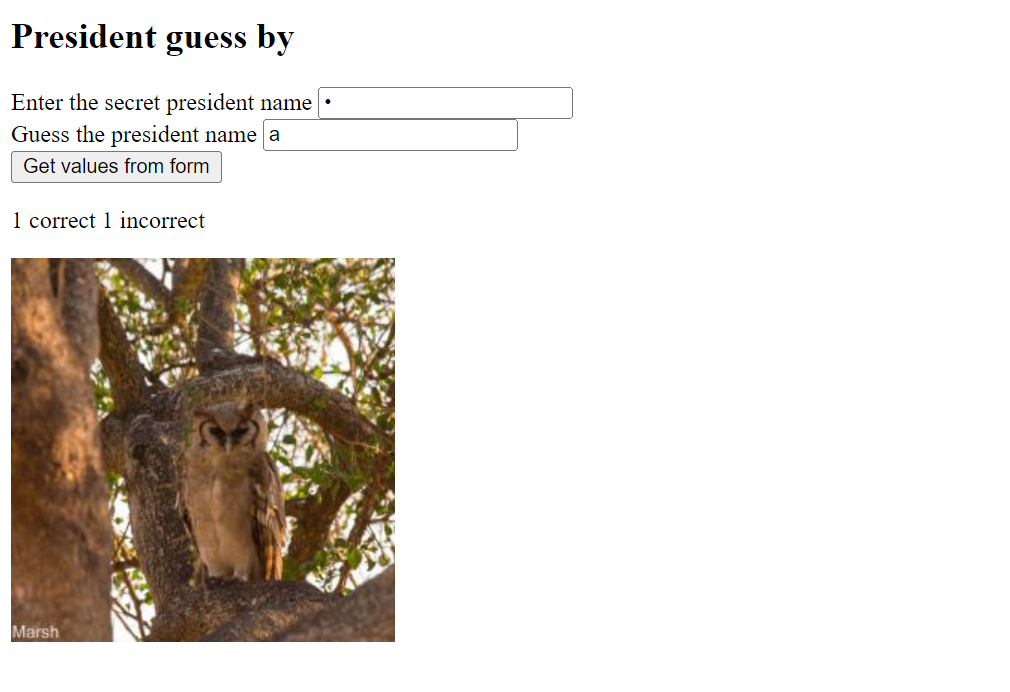 President guess by
Enter the secret president name •
Guess the president name a
Get values from form
1 correct 1 incorrect
Marsh